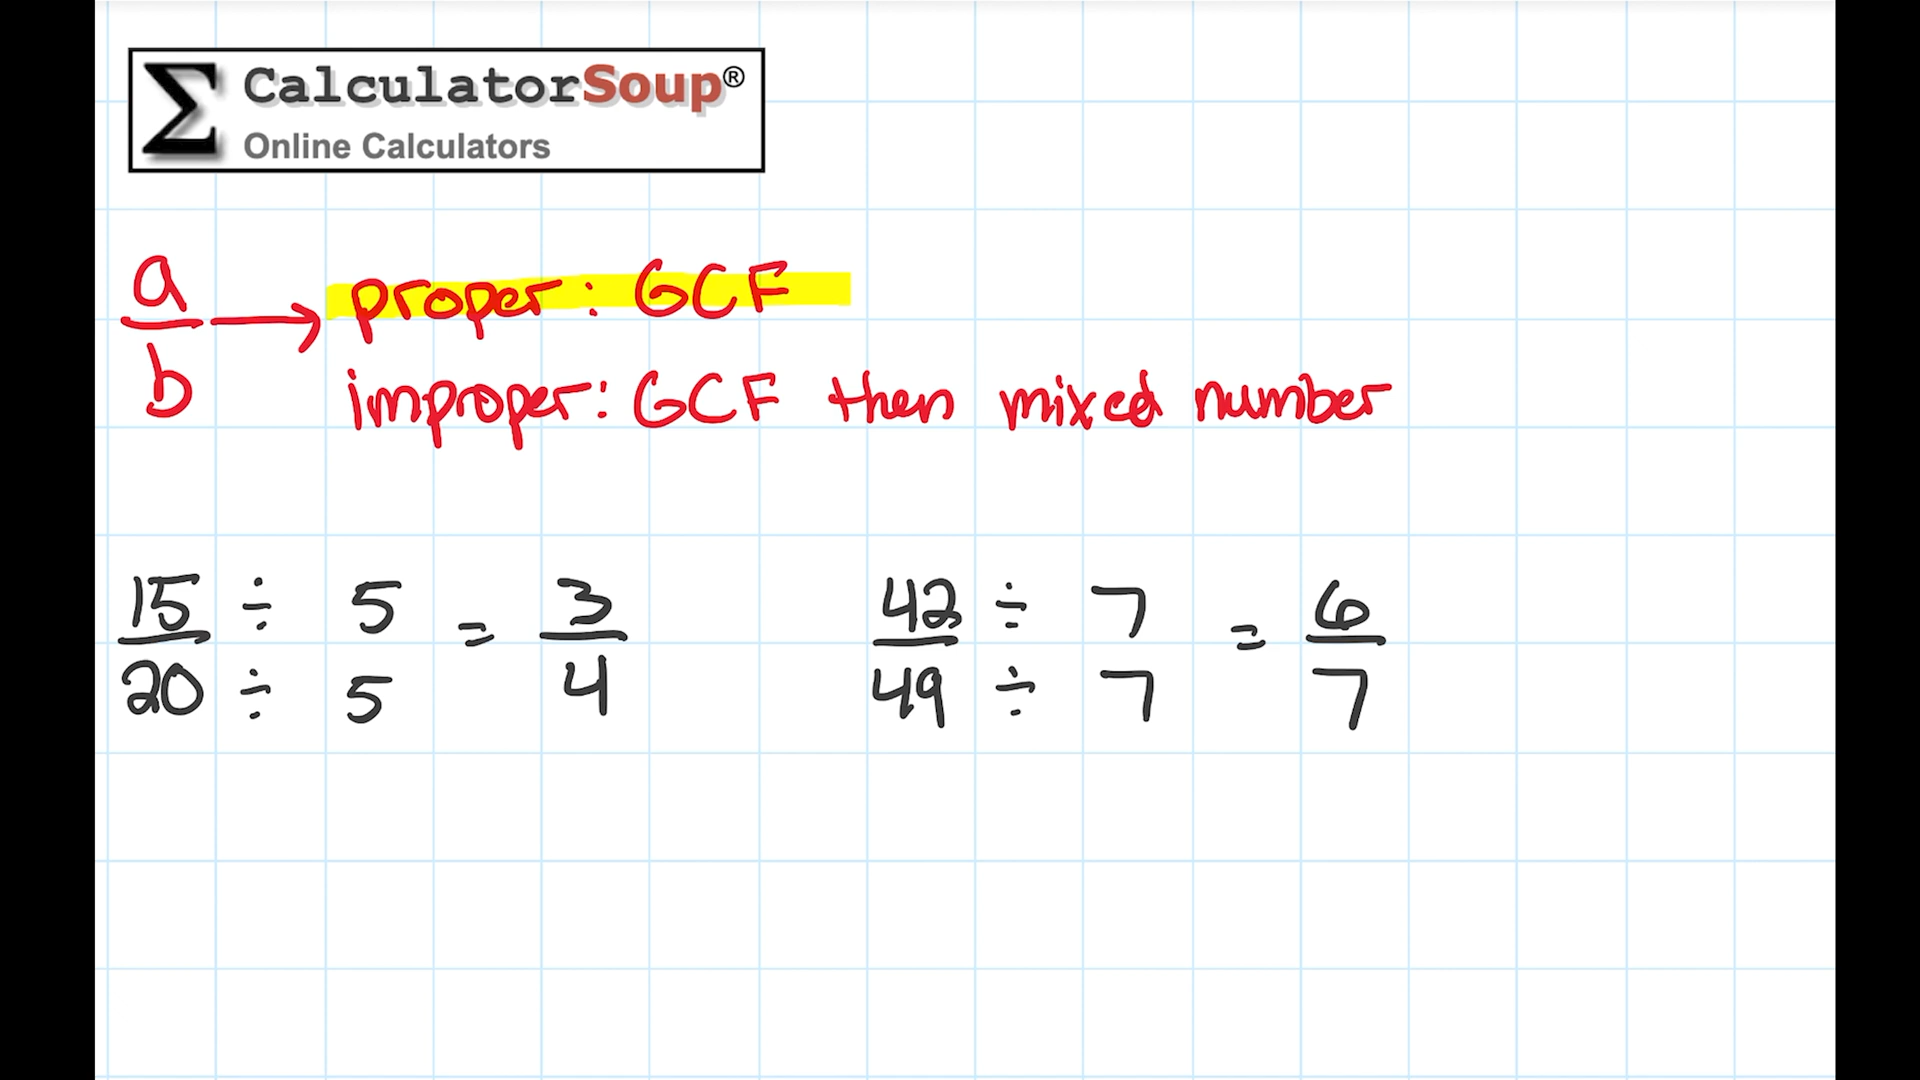 CalculatorSoup®
Online Calculators
a/b → proper: GCF
improper: GCF then mixed number
15/20 ÷ 5/÷ 5 = 3/4
42/49 ÷ 7/÷ 7 = 6/7